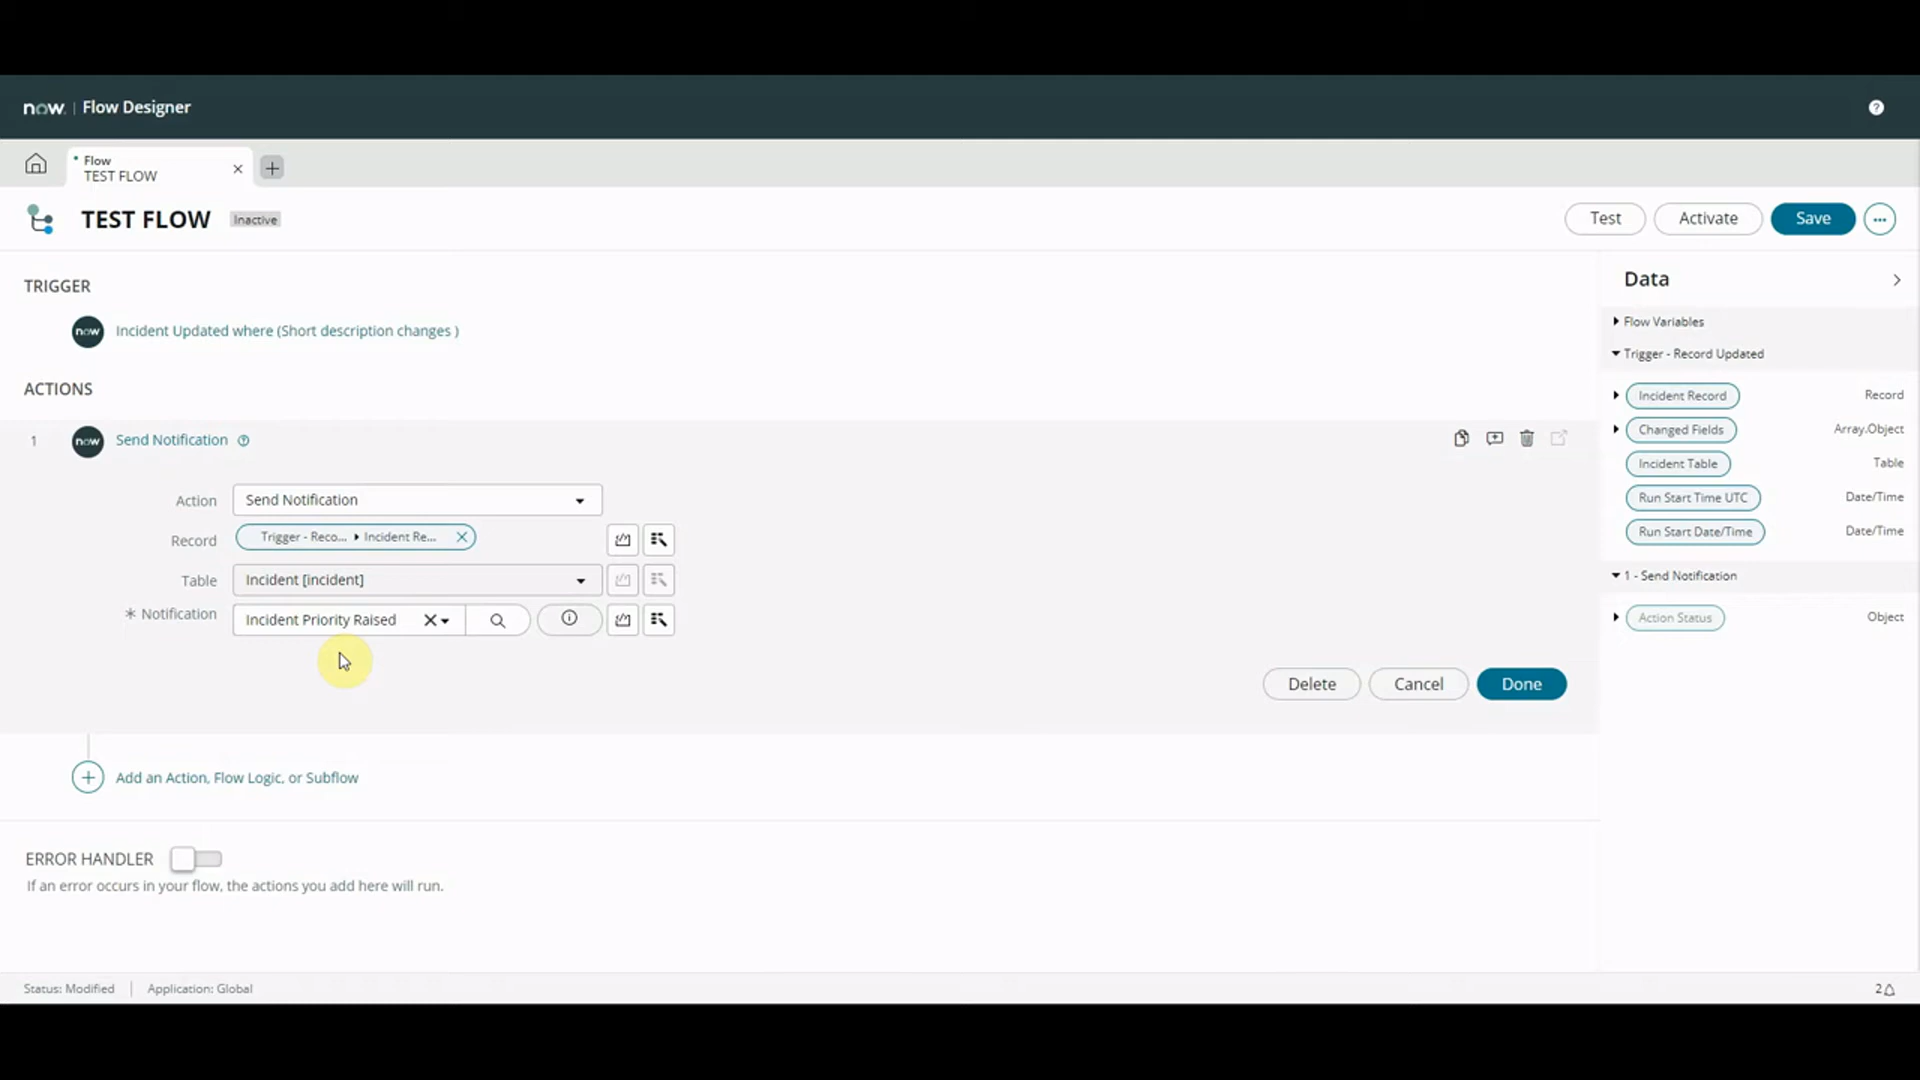 now. | Flow Designer
?
Flow
TEST FLOW
TEST FLOW
Inactive
Test
Activate
Save
TRIGGER
now
Incident Updated where (Short description changes )
ACTIONS
1
now
Send Notification
Action
Send Notification
Record
Trigger - Reco...
Incident Re...
Table
Incident [incident]
* Notification
Incident Priority Raised
Delete
Cancel
Done
Add an Action, Flow Logic, or Subflow
ERROR HANDLER
If an error occurs in your flow, the actions you add here will run.
Data
Flow Variables
Trigger - Record Updated
Incident Record
Record
Changed Fields
Array.Object
Incident Table
Table
Run Start Time UTC
Date/Time
Run Start Date/Time
Date/Time
1 - Send Notification
Action Status
Object
Status: Modified
Application: Global
2